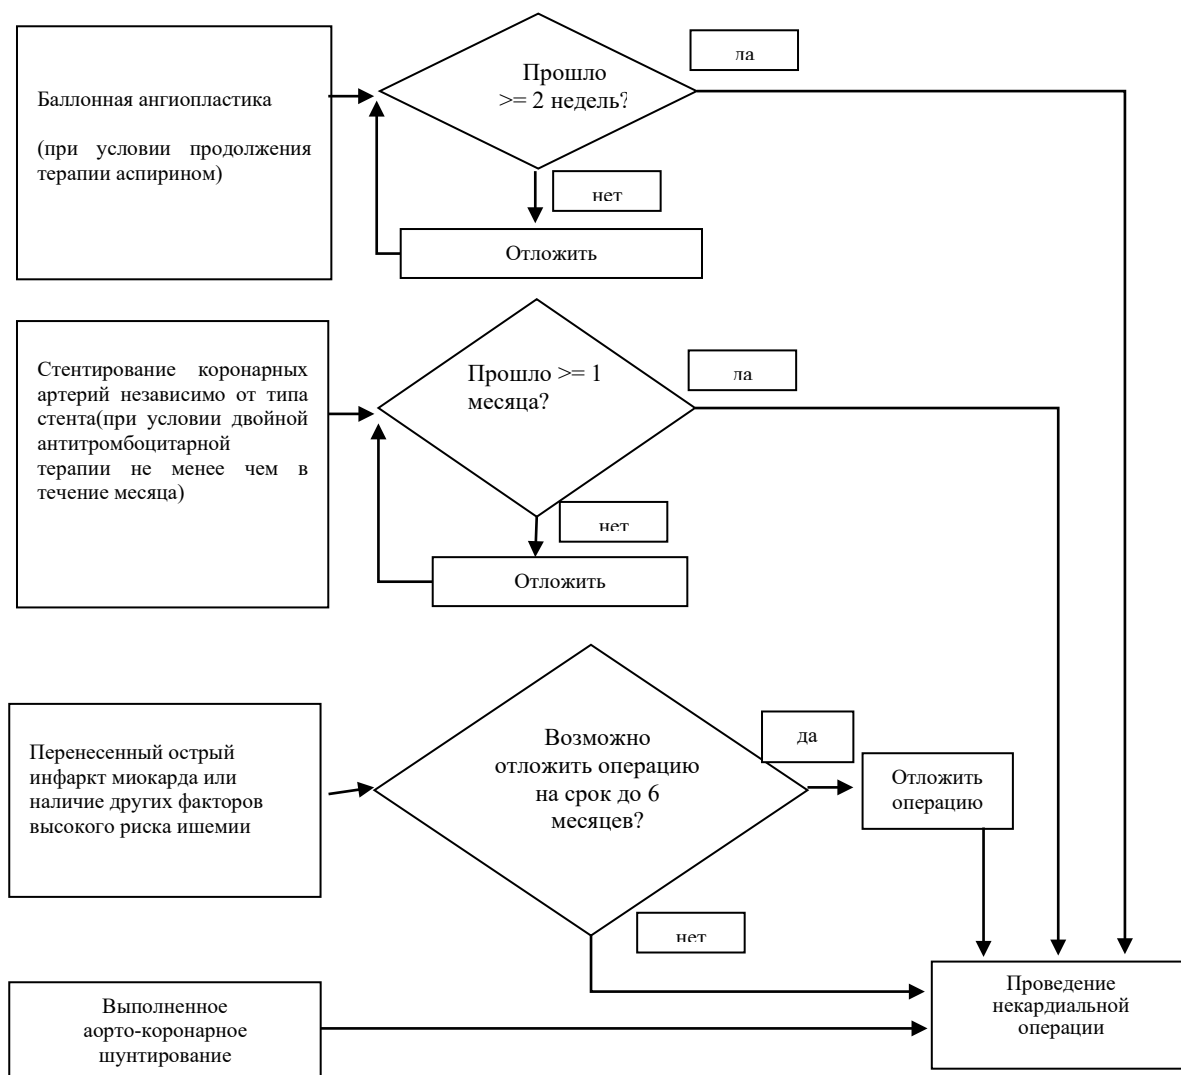 Баллонная ангиопластика
(при условии продолжения
терапии аспирином)
Прошло
>= 2 недель?
да
нет
Отложить
Стентирование коронарных
артерий независимо от типа
стента(при условии двойной
антитромбоцитарной
терапии не менее чем в
течение месяца)
Прошло >= 1
месяца?
да
нет
Отложить
Перенесенный острый
инфаркт миокарда или
наличие других факторов
высокого риска ишемии
Возможно
отложить операцию
на срок до 6
месяцев?
да
Отложить
операцию
нет
Выполненное
аорто-коронарное
шунтирование
Проведение
некардиальной
операции